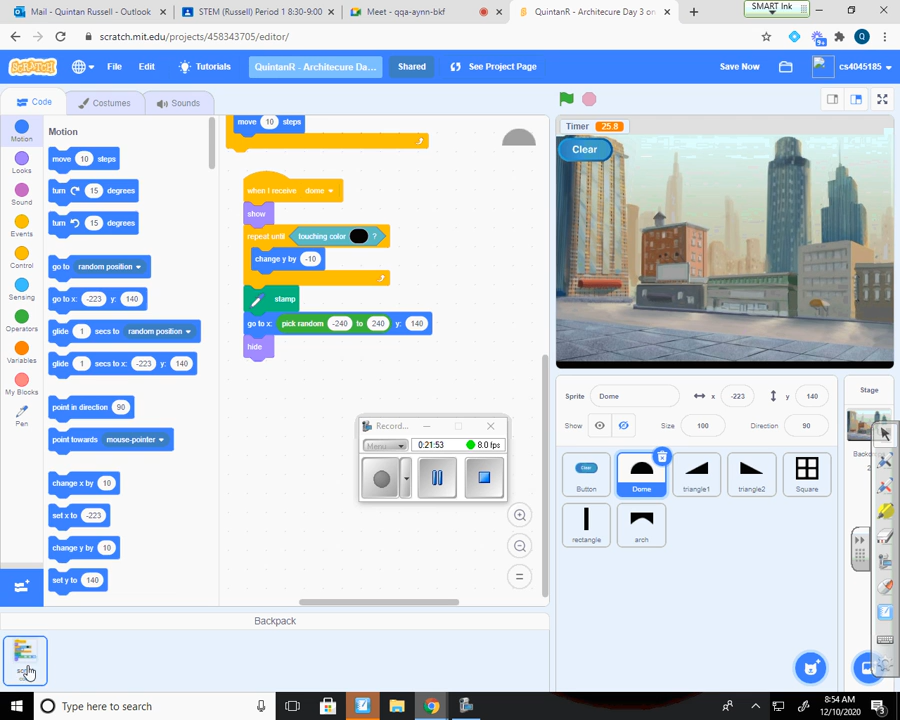 Mail - Quintan Russell - Outlook
STEM (Russell) Period 1 8:30-9:00
Meet - qqa-aynn-bkf
QuintanR - Architecure Day 3 on
SMART Ink
scratch.mit.edu/projects/458343705/editor/
9+
Q
SCRATCH
File
Edit
Tutorials
QuintanR - Architecure Da...
Shared
See Project Page
Save Now
cs4045185
Code
Costumes
Sounds
Motion
Looks
Sound
Events
Control
Sensing
Operators
Variables
My Blocks
Pen
Motion
move 10 steps
turn 15 degrees
turn 15 degrees
go to random position
go to x: -223 y: 140
glide 1 secs to random position
glide 1 secs to x: -223 y: 140
point in direction 90
point towards mouse-pointer
change x by 10
set x to -223
change y by 10
set y to 140
move 10 steps
when I receive dome
show
repeat until touching color ?
change y by -10
stamp
go to x: pick random -240 to 240 y: 140
hide
Record...
Menu
0:21:53
8.0 fps
Timer 25.8
Clear
Sprite Dome x -223 y 140
Show Size 100 Direction 90
Stage
2
Clear
Button
Dome
triangle1
triangle2
Square
rectangle
arch
Backpack
Type here to search
8:54 AM
12/10/2020
3